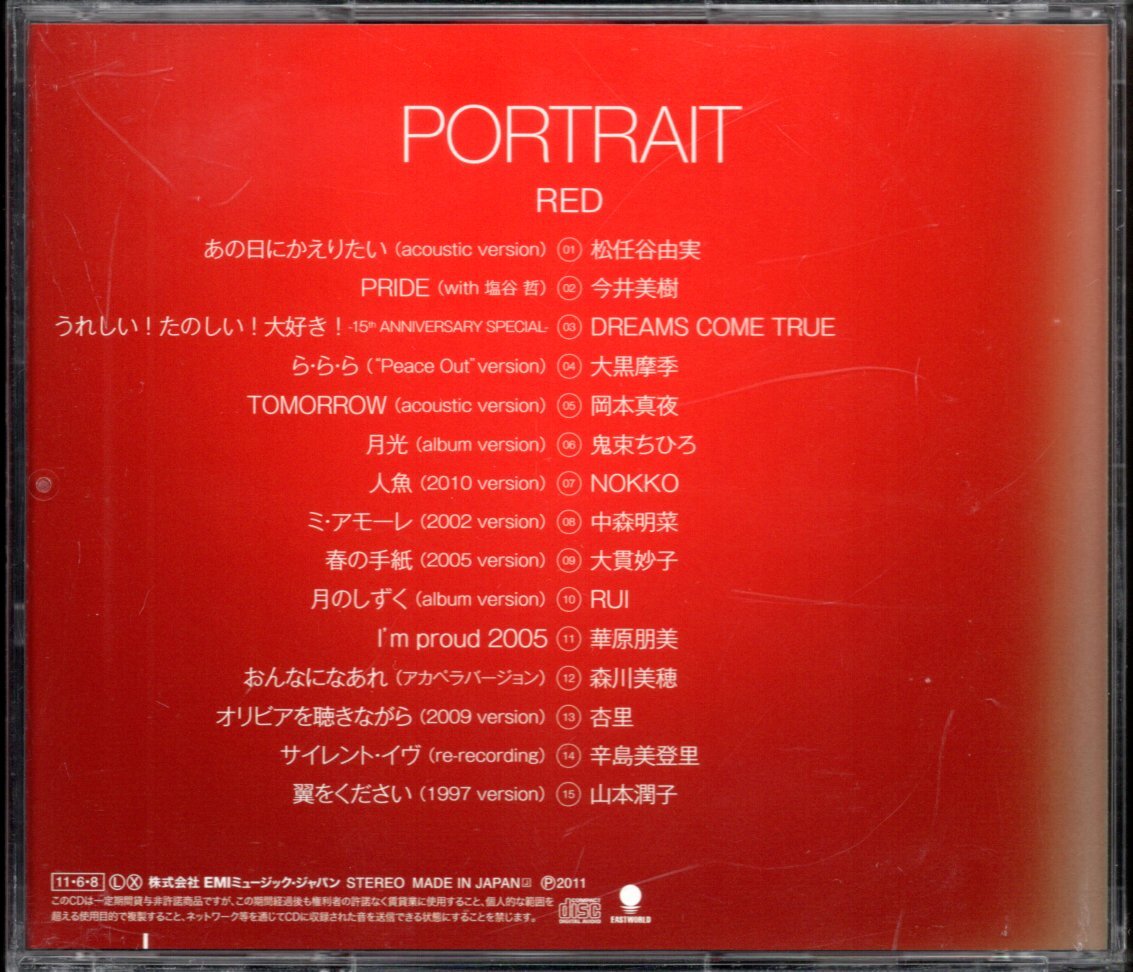 PORTRAIT
RED
あの日にかえりたい (acoustic version) 01 松任谷由実
PRIDE (with 塩谷 哲) 02 今井美樹
うれしい！たのしい！大好き！ -15th ANNIVERSARY SPECIAL- 03 DREAMS COME TRUE
ら・ら・ら ("Peace Out" version) 04 大黒摩季
TOMORROW (acoustic version) 05 岡本真夜
月光 (album version) 06 鬼束ちひろ
人魚 (2010 version) 07 NOKKO
ミ・アモーレ (2002 version) 08 中森明菜
春の手紙 (2005 version) 09 大貫妙子
月のしずく (album version) 10 RUI
I'm proud 2005 11 華原朋美
おんなになあれ (アカペラバージョン) 12 森川美穂
オリビアを聴きながら (2009 version) 13 杏里
サイレント・イヴ (re-recording) 14 辛島美登里
翼をください (1997 version) 15 山本潤子
11・6・8 Ⓛ Ⓧ 株式会社 EMIミュージック・ジャパン STEREO MADE IN JAPAN ℗2011
このCDは一定期間貸与非許諾商品ですが、この期間経過後も権利者の許諾なく賃貸業に使用すること、個人的な範囲を
超える使用目的で複製すること、ネットワーク等を通じてCDに収録された音を送信できる状態にすることを禁じます。
COMPACT
disc
DIGITAL AUDIO
EASTWORLD